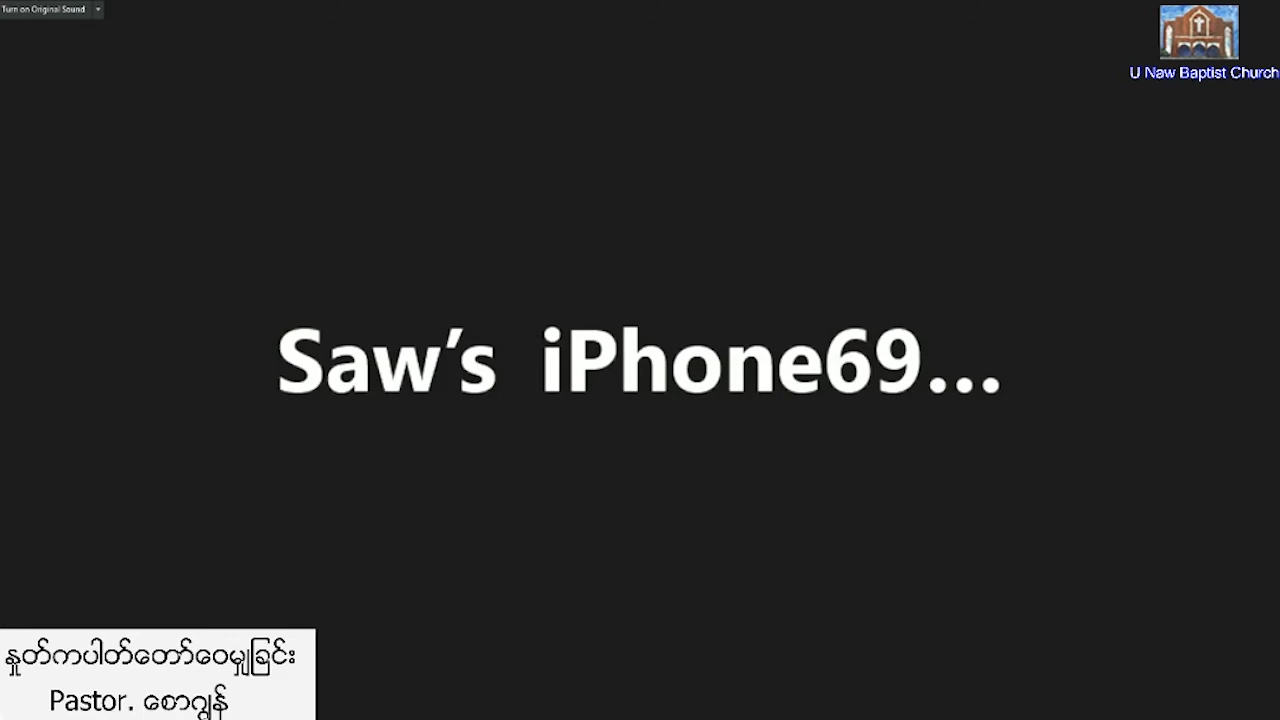 Turn on Original Sound
U Naw Baptist Church
Saw’s iPhone69...
နှုတ်ကပါတ်တော်ဝေမျှခြင်း
Pastor. စောဂျွန်